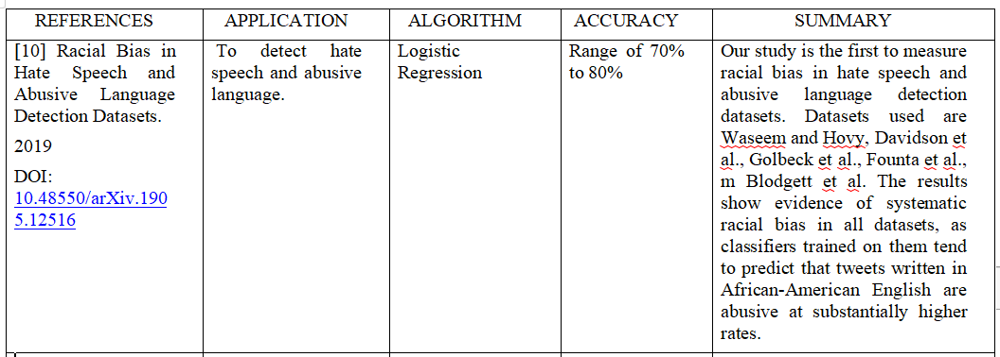 REFERENCES
APPLICATION
ALGORITHM
ACCURACY
SUMMARY
[10] Racial Bias in
Hate Speech and
Abusive Language
Detection Datasets.
2019
DOI:
10.48550/arXiv.190
5.12516
To detect hate
speech and abusive
language.
Logistic
Regression
Range of 70%
to 80%
Our study is the first to measure
racial bias in hate speech and
abusive language detection
datasets. Datasets used are
Waseem and Hovy, Davidson et
al., Golbeck et al., Founta et al.,
m Blodgett et al. The results
show evidence of systematic
racial bias in all datasets, as
classifiers trained on them tend
to predict that tweets written in
African-American English are
abusive at substantially higher
rates.